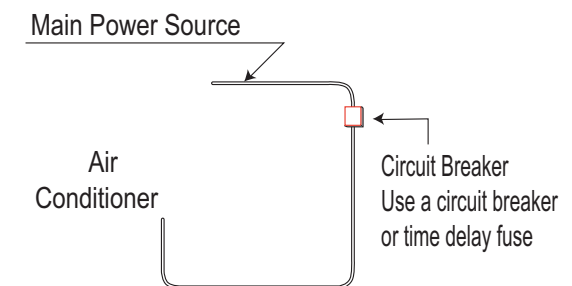 Main Power Source
Air
Conditioner
Circuit Breaker
Use a circuit breaker
or time delay fuse